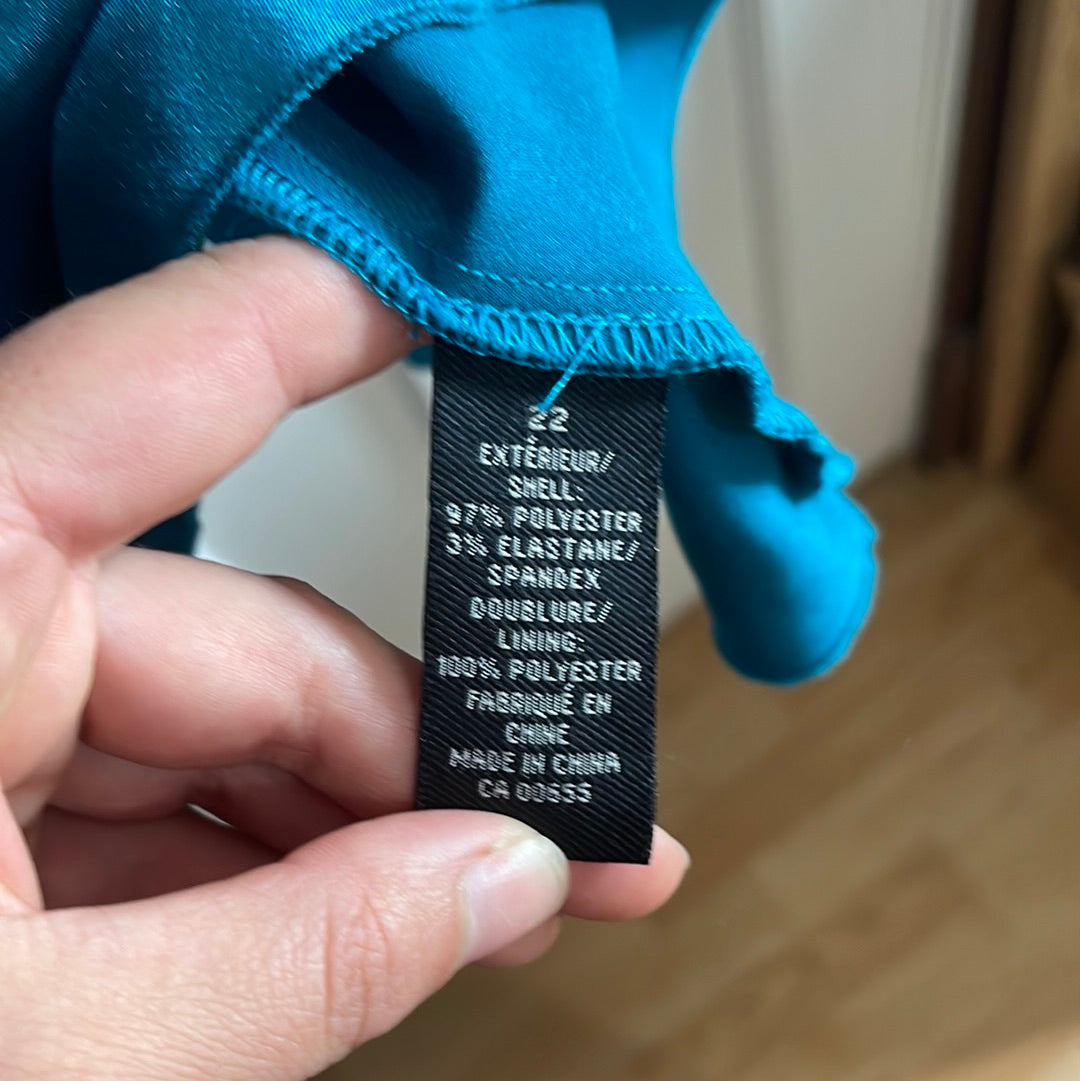 22
EXTÉRIEUR/
SHELL:
97% POLYESTER
3% ELASTANE/
SPANDEX
DOUBLURE/
LINING:
100% POLYESTER
FABRIQUÉ EN
CHINE
MADE IN CHINA
CA